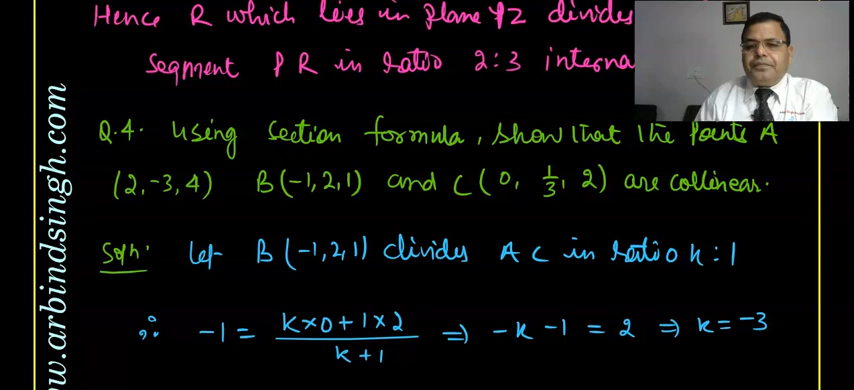 Hence R which lies in plane YZ divides
segment PR in ratio 2:3 interna
Q.4. Using section formula, show that the points A
(2,-3,4) B(-1,2,1) and C(0, 1/3, 2) are collinear.
Soln. Let B(-1,2,1) divides AC in ratio k:1
∴ -1 = (k×0+1×2)/(k+1) ⇒ -k -1 = 2 ⇒ k = -3
w.arbindsingh.com